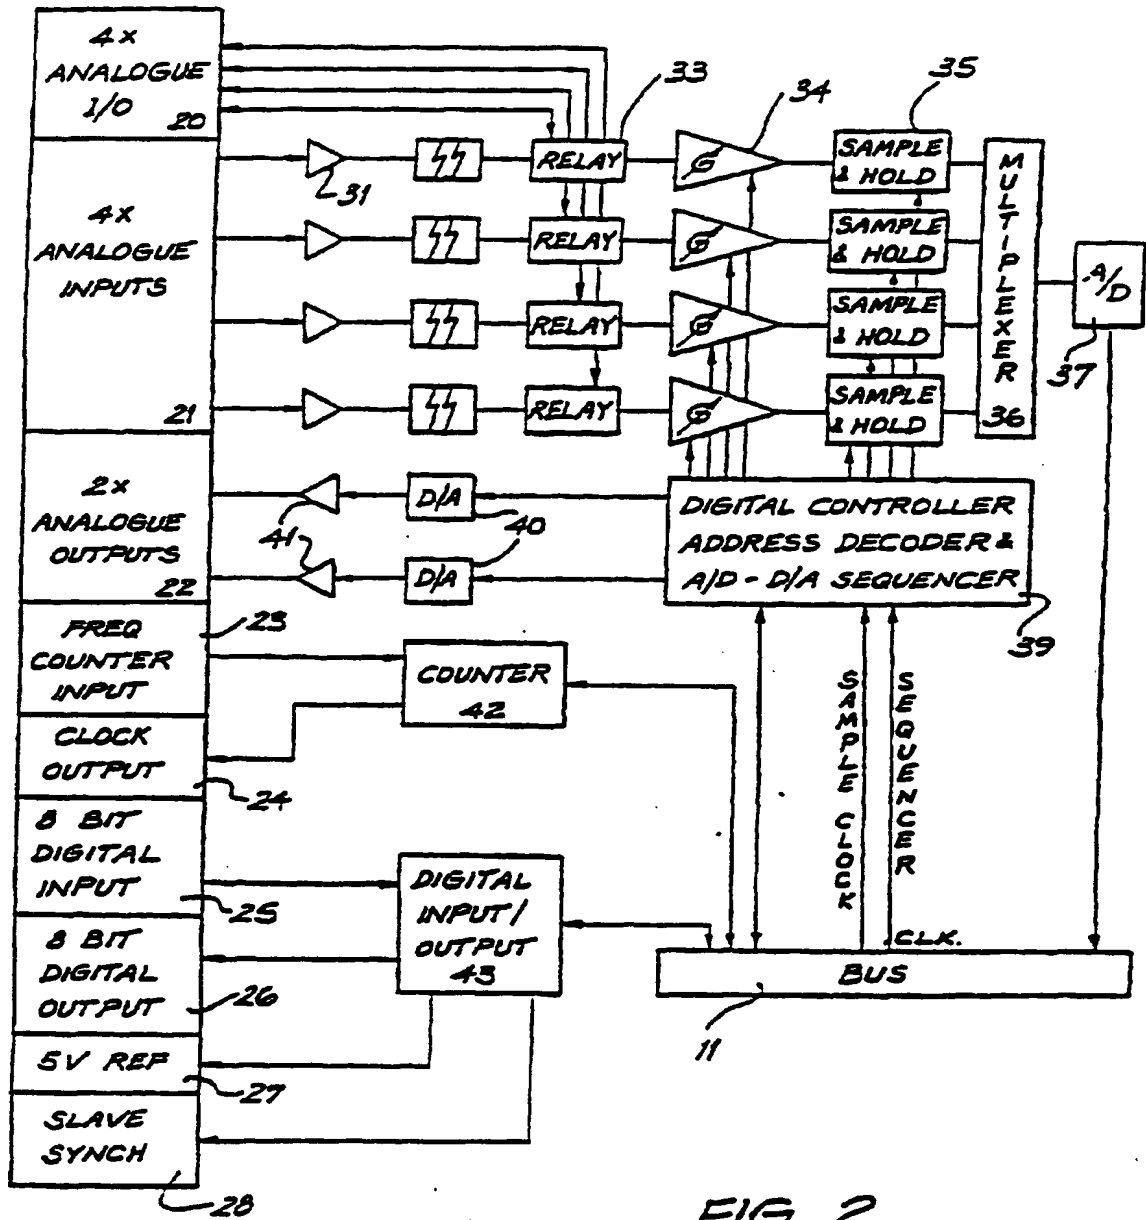 4x
ANALOGUE
I/O
20
4x
ANALOGUE
INPUTS
21
2x
ANALOGUE
OUTPUTS
22
FREQ
COUNTER
INPUT
23
CLOCK
OUTPUT
24
8 BIT
DIGITAL
INPUT
25
8 BIT
DIGITAL
OUTPUT
26
5V REF
27
SLAVE
SYNCH
28
31
RELAY
33
RELAY
RELAY
RELAY
G
34
G
G
G
SAMPLE
& HOLD
35
SAMPLE
& HOLD
SAMPLE
& HOLD
SAMPLE
& HOLD
MULTIPLEXER
36
A/D
37
D/A
40
D/A
41
41
DIGITAL CONTROLLER
ADDRESS DECODER &
A/D - D/A SEQUENCER
39
COUNTER
42
SAMPLE CLOCK
SEQUENCER
CLK.
DIGITAL
INPUT/
OUTPUT
43
BUS
11
FIG. 2